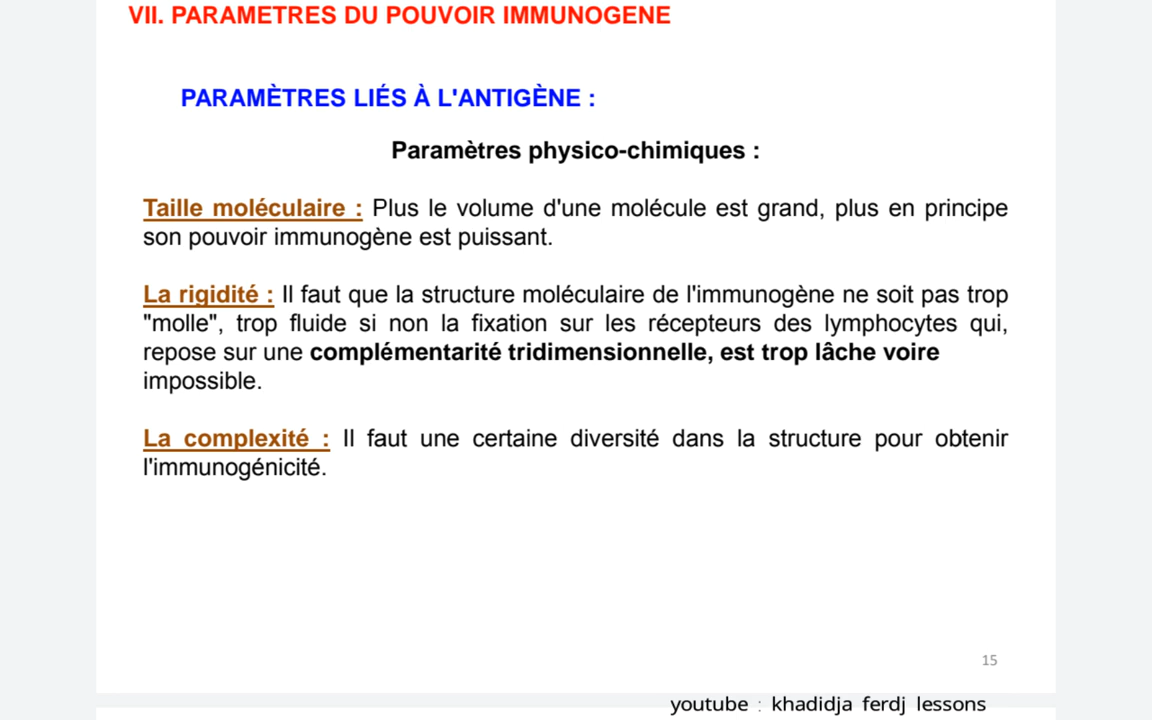 VII. PARAMETRES DU POUVOIR IMMUNOGENE
PARAMÈTRES LIÉS À L'ANTIGÈNE :
Paramètres physico-chimiques :
Taille moléculaire : Plus le volume d'une molécule est grand, plus en principe
son pouvoir immunogène est puissant.
La rigidité : Il faut que la structure moléculaire de l'immunogène ne soit pas trop
"molle", trop fluide si non la fixation sur les récepteurs des lymphocytes qui,
repose sur une complémentarité tridimensionnelle, est trop lâche voire
impossible.
La complexité : Il faut une certaine diversité dans la structure pour obtenir
l'immunogénicité.
15
youtube : khadidja ferdj lessons